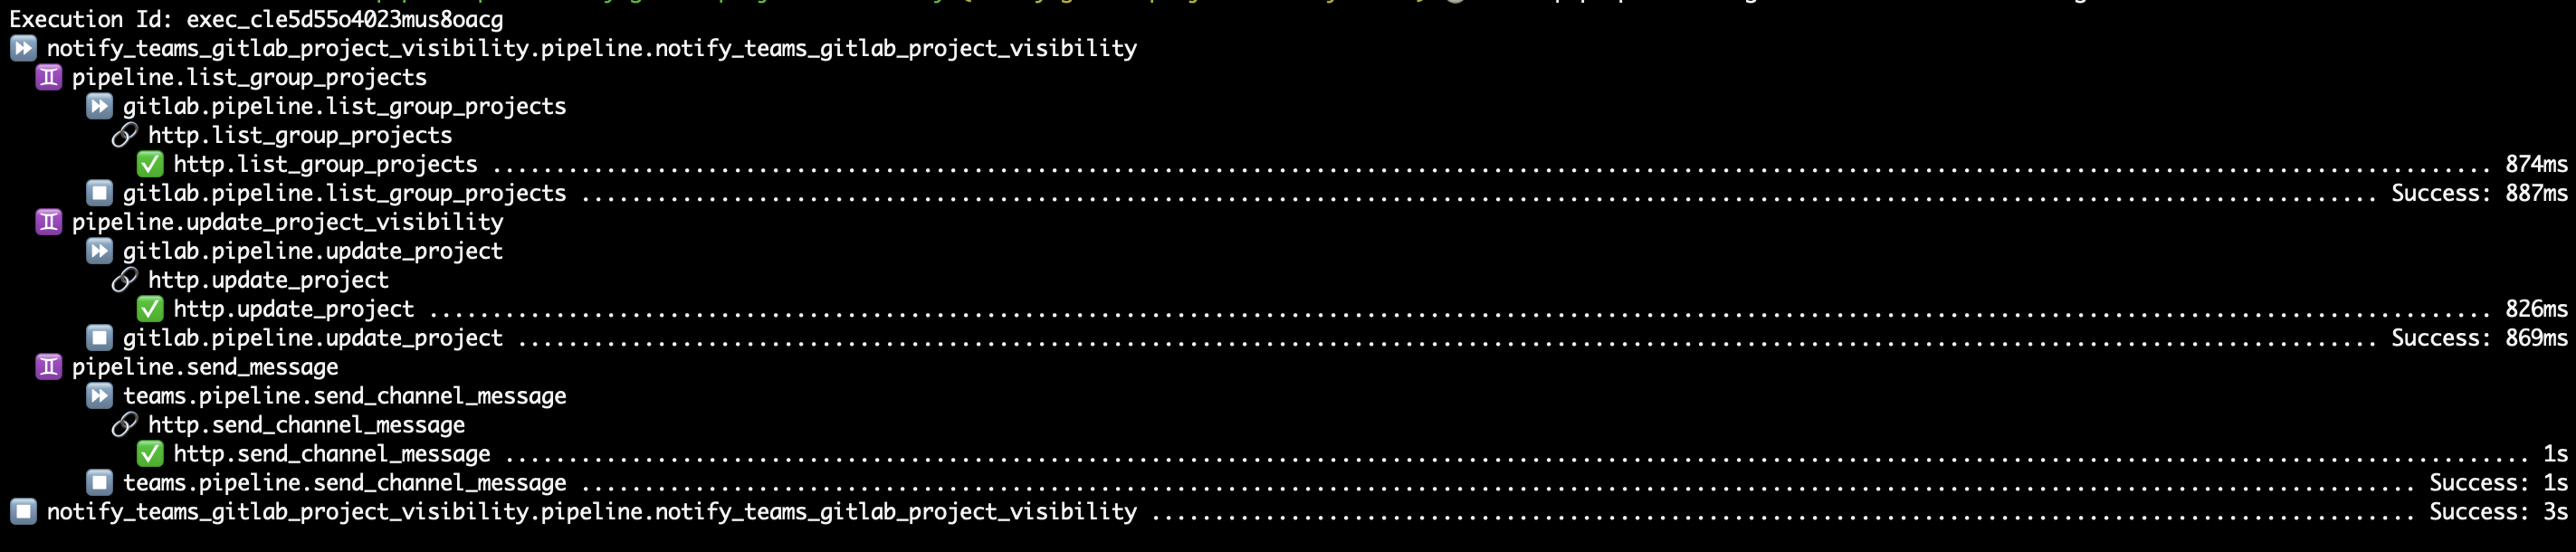 Execution Id: exec_cle5d55o4023mus8oacg
⏩ notify_teams_gitlab_project_visibility.pipeline.notify_teams_gitlab_project_visibility
♊ pipeline.list_group_projects
⏩ gitlab.pipeline.list_group_projects
🔗 http.list_group_projects
✅ http.list_group_projects ........................................ 874ms
⏹ gitlab.pipeline.list_group_projects ........................................ Success: 887ms
♊ pipeline.update_project_visibility
⏩ gitlab.pipeline.update_project
🔗 http.update_project
✅ http.update_project ........................................ 826ms
⏹ gitlab.pipeline.update_project ........................................ Success: 869ms
♊ pipeline.send_message
⏩ teams.pipeline.send_channel_message
🔗 http.send_channel_message
✅ http.send_channel_message ........................................ 1s
⏹ teams.pipeline.send_channel_message ........................................ Success: 1s
⏹ notify_teams_gitlab_project_visibility.pipeline.notify_teams_gitlab_project_visibility ........................................ Success: 3s